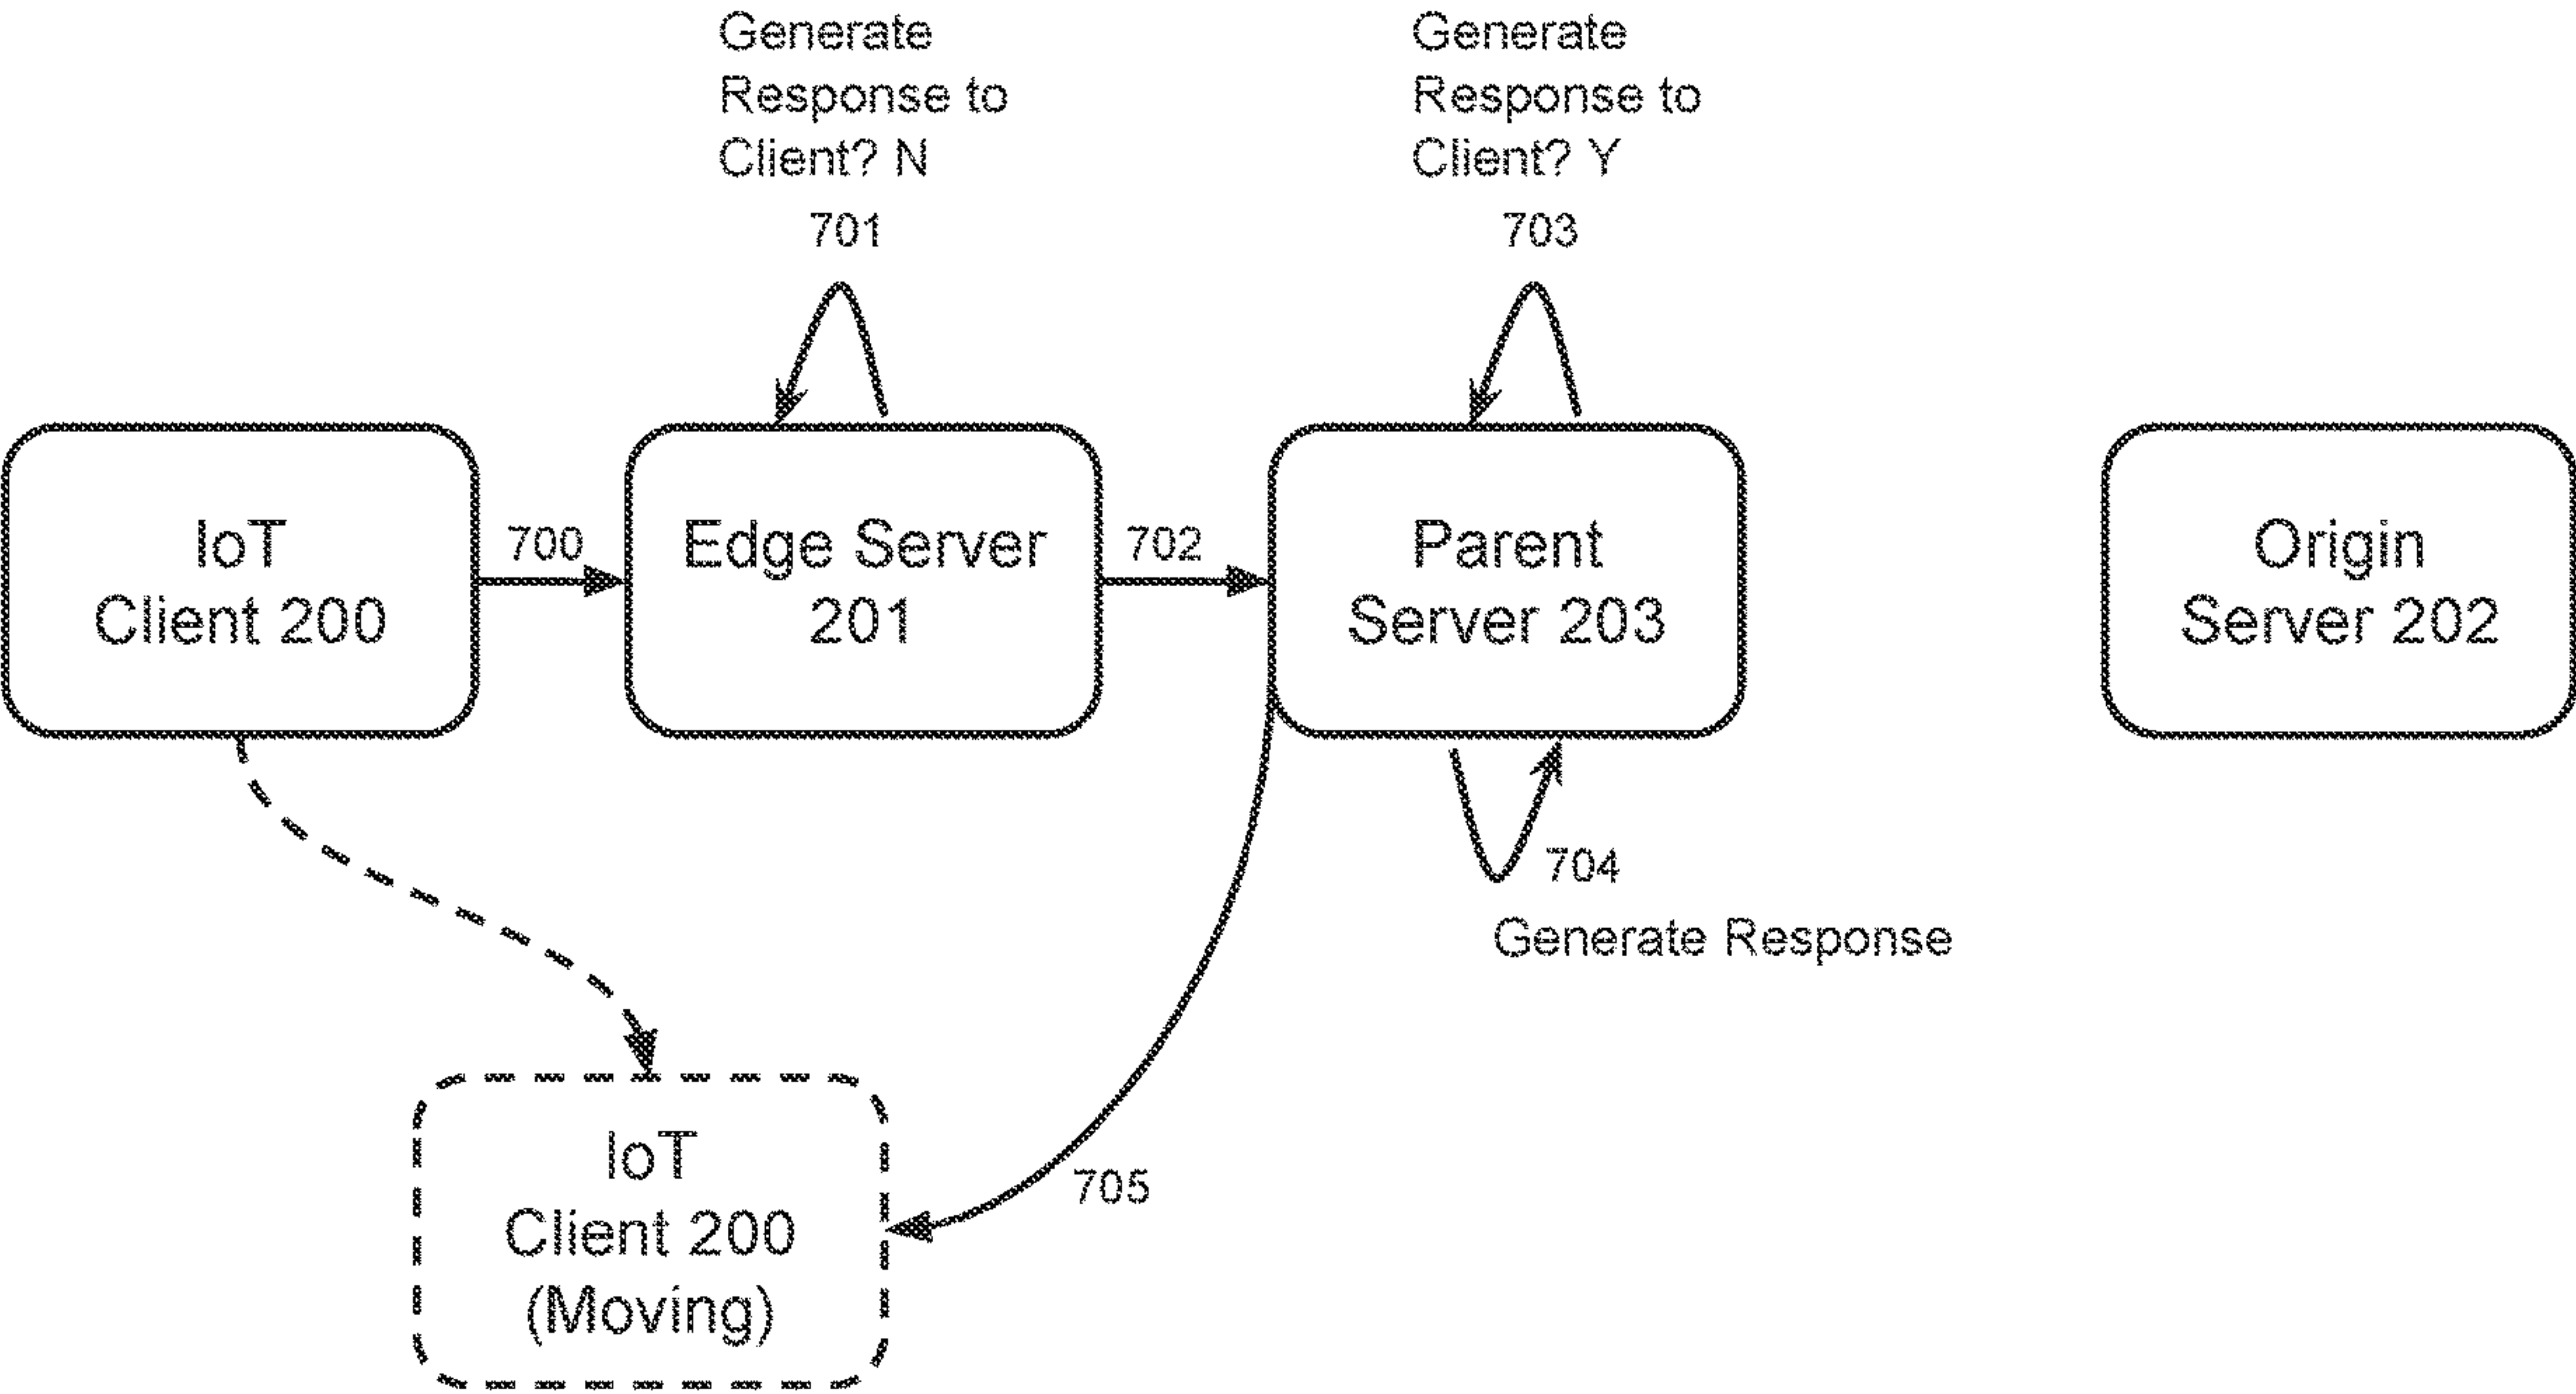 Generate
Response to
Client? N
701
Generate
Response to
Client? Y
703
IoT
Client 200
700
Edge Server
201
702
Parent
Server 203
Origin
Server 202
704
Generate Response
705
IoT
Client 200
(Moving)